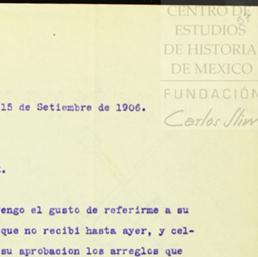 CENTRO DE
ESTUDIOS
DE HISTORIA
DE MEXICO
FUNDACIÓN
Carlos Slim
15 de Setiembre de 1906.
engo el gusto de referirme a su
que no recibí hasta ayer, y cel-
su aprobacion los arreglos que